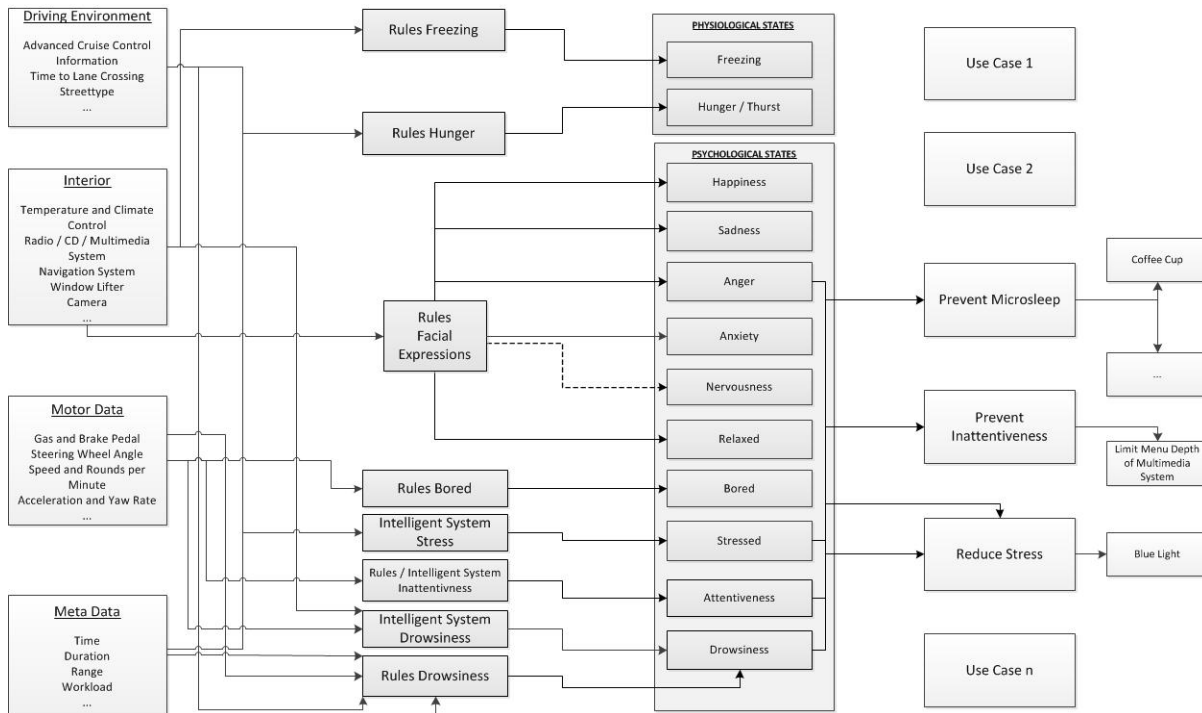 Driving Environment
Advanced Cruise Control
Information
Time to Lane Crossing
Streettype
...
Interior
Temperature and Climate
Control
Radio / CD / Multimedia
System
Navigation System
Window Lifter
Camera
...
Motor Data
Gas and Brake Pedal
Steering Wheel Angle
Speed and Rounds per
Minute
Acceleration and Yaw Rate
...
Meta Data
Time
Duration
Range
Workload
...
Rules Freezing
Rules Hunger
Rules
Facial
Expressions
Rules Bored
Intelligent System
Stress
Rules / Intelligent System
Inattentivness
Intelligent System
Drowsiness
Rules Drowsiness
PHYSIOLOGICAL STATES
Freezing
Hunger / Thurst
PSYCHOLOGICAL STATES
Happiness
Sadness
Anger
Anxiety
Nervousness
Relaxed
Bored
Stressed
Attentiveness
Drowsiness
Use Case 1
Use Case 2
Prevent Microsleep
Prevent
Inattentiveness
Reduce Stress
Use Case n
Coffee Cup
...
Limit Menu Depth
of Multimedia
System
Blue Light